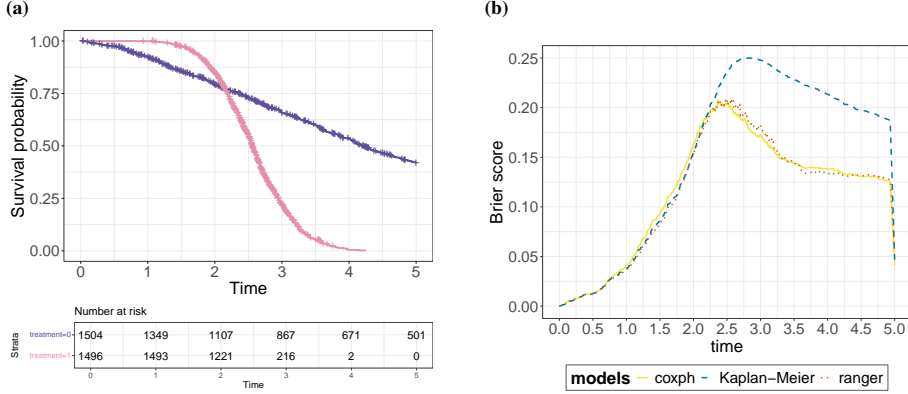 (a)
(b)
1.00
0.75
0.50
0.25
0.00
Survival probability
0 1 2 3 4 5
Time
Number at risk
Strata
treatment=0 1504 1349 1107 867 671 501
treatment=1 1496 1493 1221 216 2 0
0 1 2 3 4 5
Time
0.25
0.20
0.15
0.10
0.05
0.00
Brier score
0.0 0.5 1.0 1.5 2.0 2.5 3.0 3.5 4.0 4.5 5.0
time
models coxph Kaplan−Meier ranger